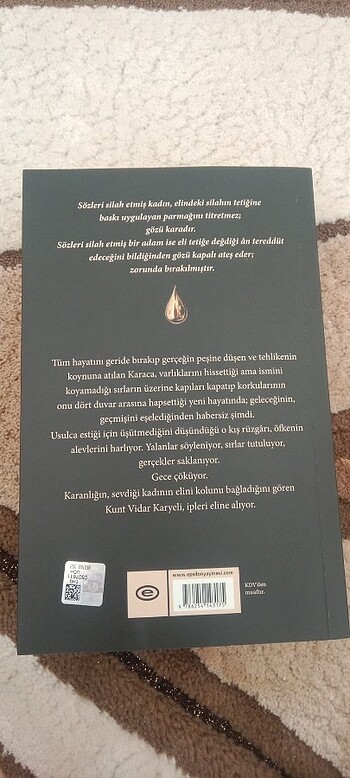 Sözleri silah etmiş kadın, elindeki silahın tetiğine
baskı uygulayan parmağını titretmez;
gözü karadır.
Sözleri silah etmiş bir adam ise eli tetiğe değdiği ân tereddüt
edeceğini bildiğinden gözü kapalı ateş eder;
zorunda bırakılmıştır.
Tüm hayatını geride bırakıp gerçeğin peşine düşen ve tehlikenin
koynuna atılan Karaca, varlıklarını hissettiği ama ismini
koyamadığı sırların üzerine kapıları kapatıp korkularının
onu dört duvar arasına hapsettiği yeni hayatında; geleceğinin,
geçmişini eşelediğinden habersiz şimdi.
Usulca estiği için üşütmediğini düşündüğü o kış rüzgârı, öfkenin
alevlerini harlıyor. Yalanlar söyleniyor, sırlar tutuluyor,
gerçekler saklanıyor.
Gece çöküyor.
Karanlığın, sevdiği kadının elini kolunu bağladığını gören
Kunt Vidar Karyeli, ipleri eline alıyor.
e
KDV'den
muaftır.